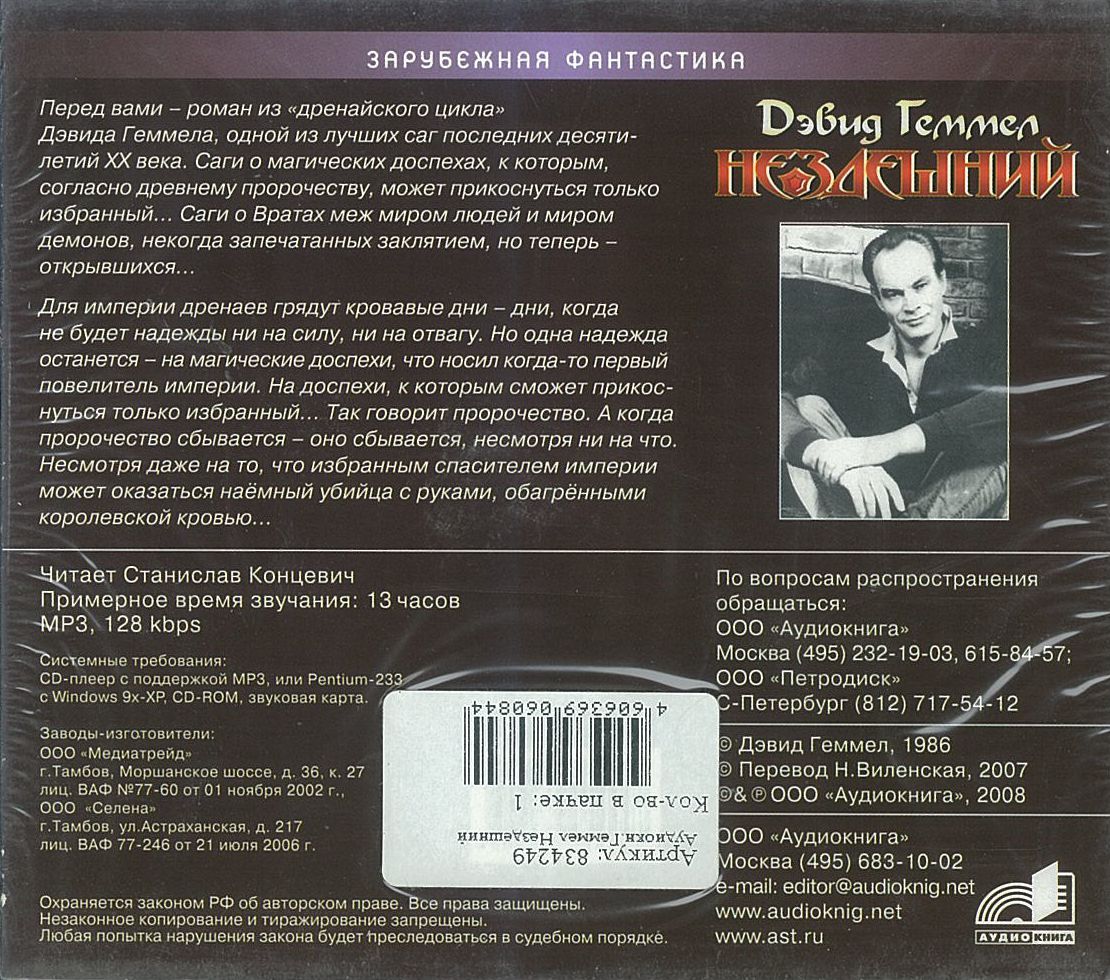 ЗАРУБЕЖНАЯ ФАНТАСТИКА
Перед вами – роман из «дренайского цикла»
Дэвида Геммела, одной из лучших саг последних десяти-
летий XX века. Саги о магических доспехах, к которым,
согласно древнему пророчеству, может прикоснуться только
избранный... Саги о Вратах меж миром людей и миром
демонов, некогда запечатанных заклятием, но теперь –
открывшихся...
Для империи дренаев грядут кровавые дни – дни, когда
не будет надежды ни на силу, ни на отвагу. Но одна надежда
останется – на магические доспехи, что носил когда-то первый
повелитель империи. На доспехи, к которым сможет прикос-
нуться только избранный... Так говорит пророчество. А когда
пророчество сбывается – оно сбывается, несмотря ни на что.
Несмотря даже на то, что избранным спасителем империи
может оказаться наёмный убийца с руками, обагрёнными
королевской кровью...
Дэвид Геммел
НЕЗДЕШНИЙ
Читает Станислав Концевич
Примерное время звучания: 13 часов
MP3, 128 kbps
Системные требования:
CD-плеер с поддержкой MP3, или Pentium-233
с Windows 9x-XP, CD-ROM, звуковая карта.
Заводы-изготовители:
ООО «Медиатрейд»
г.Тамбов, Моршанское шоссе, д. 36, к. 27
лиц. ВАФ №77-60 от 01 ноября 2002 г.,
ООО «Селена»
г.Тамбов, ул.Астраханская, д. 217
лиц. ВАФ 77-246 от 21 июля 2006 г.
Охраняется законом РФ об авторском праве. Все права защищены.
Незаконное копирование и тиражирование запрещены.
Любая попытка нарушения закона будет преследоваться в судебном порядке.
Артикул: 834249
Аудиокн.Геммел Нездешний
Кол-во в пачке: 1
4 606369 060844
По вопросам распространения
обращаться:
ООО «Аудиокнига»
Москва (495) 232-19-03, 615-84-57;
ООО «Петродиск»
С-Петербург (812) 717-54-12
© Дэвид Геммел, 1986
© Перевод Н.Виленская, 2007
©&℗ ООО «Аудиокнига», 2008
ООО «Аудиокнига»
Москва (495) 683-10-02
e-mail: editor@audioknig.net
www.audioknig.net
www.ast.ru
АУДИОКНИГА